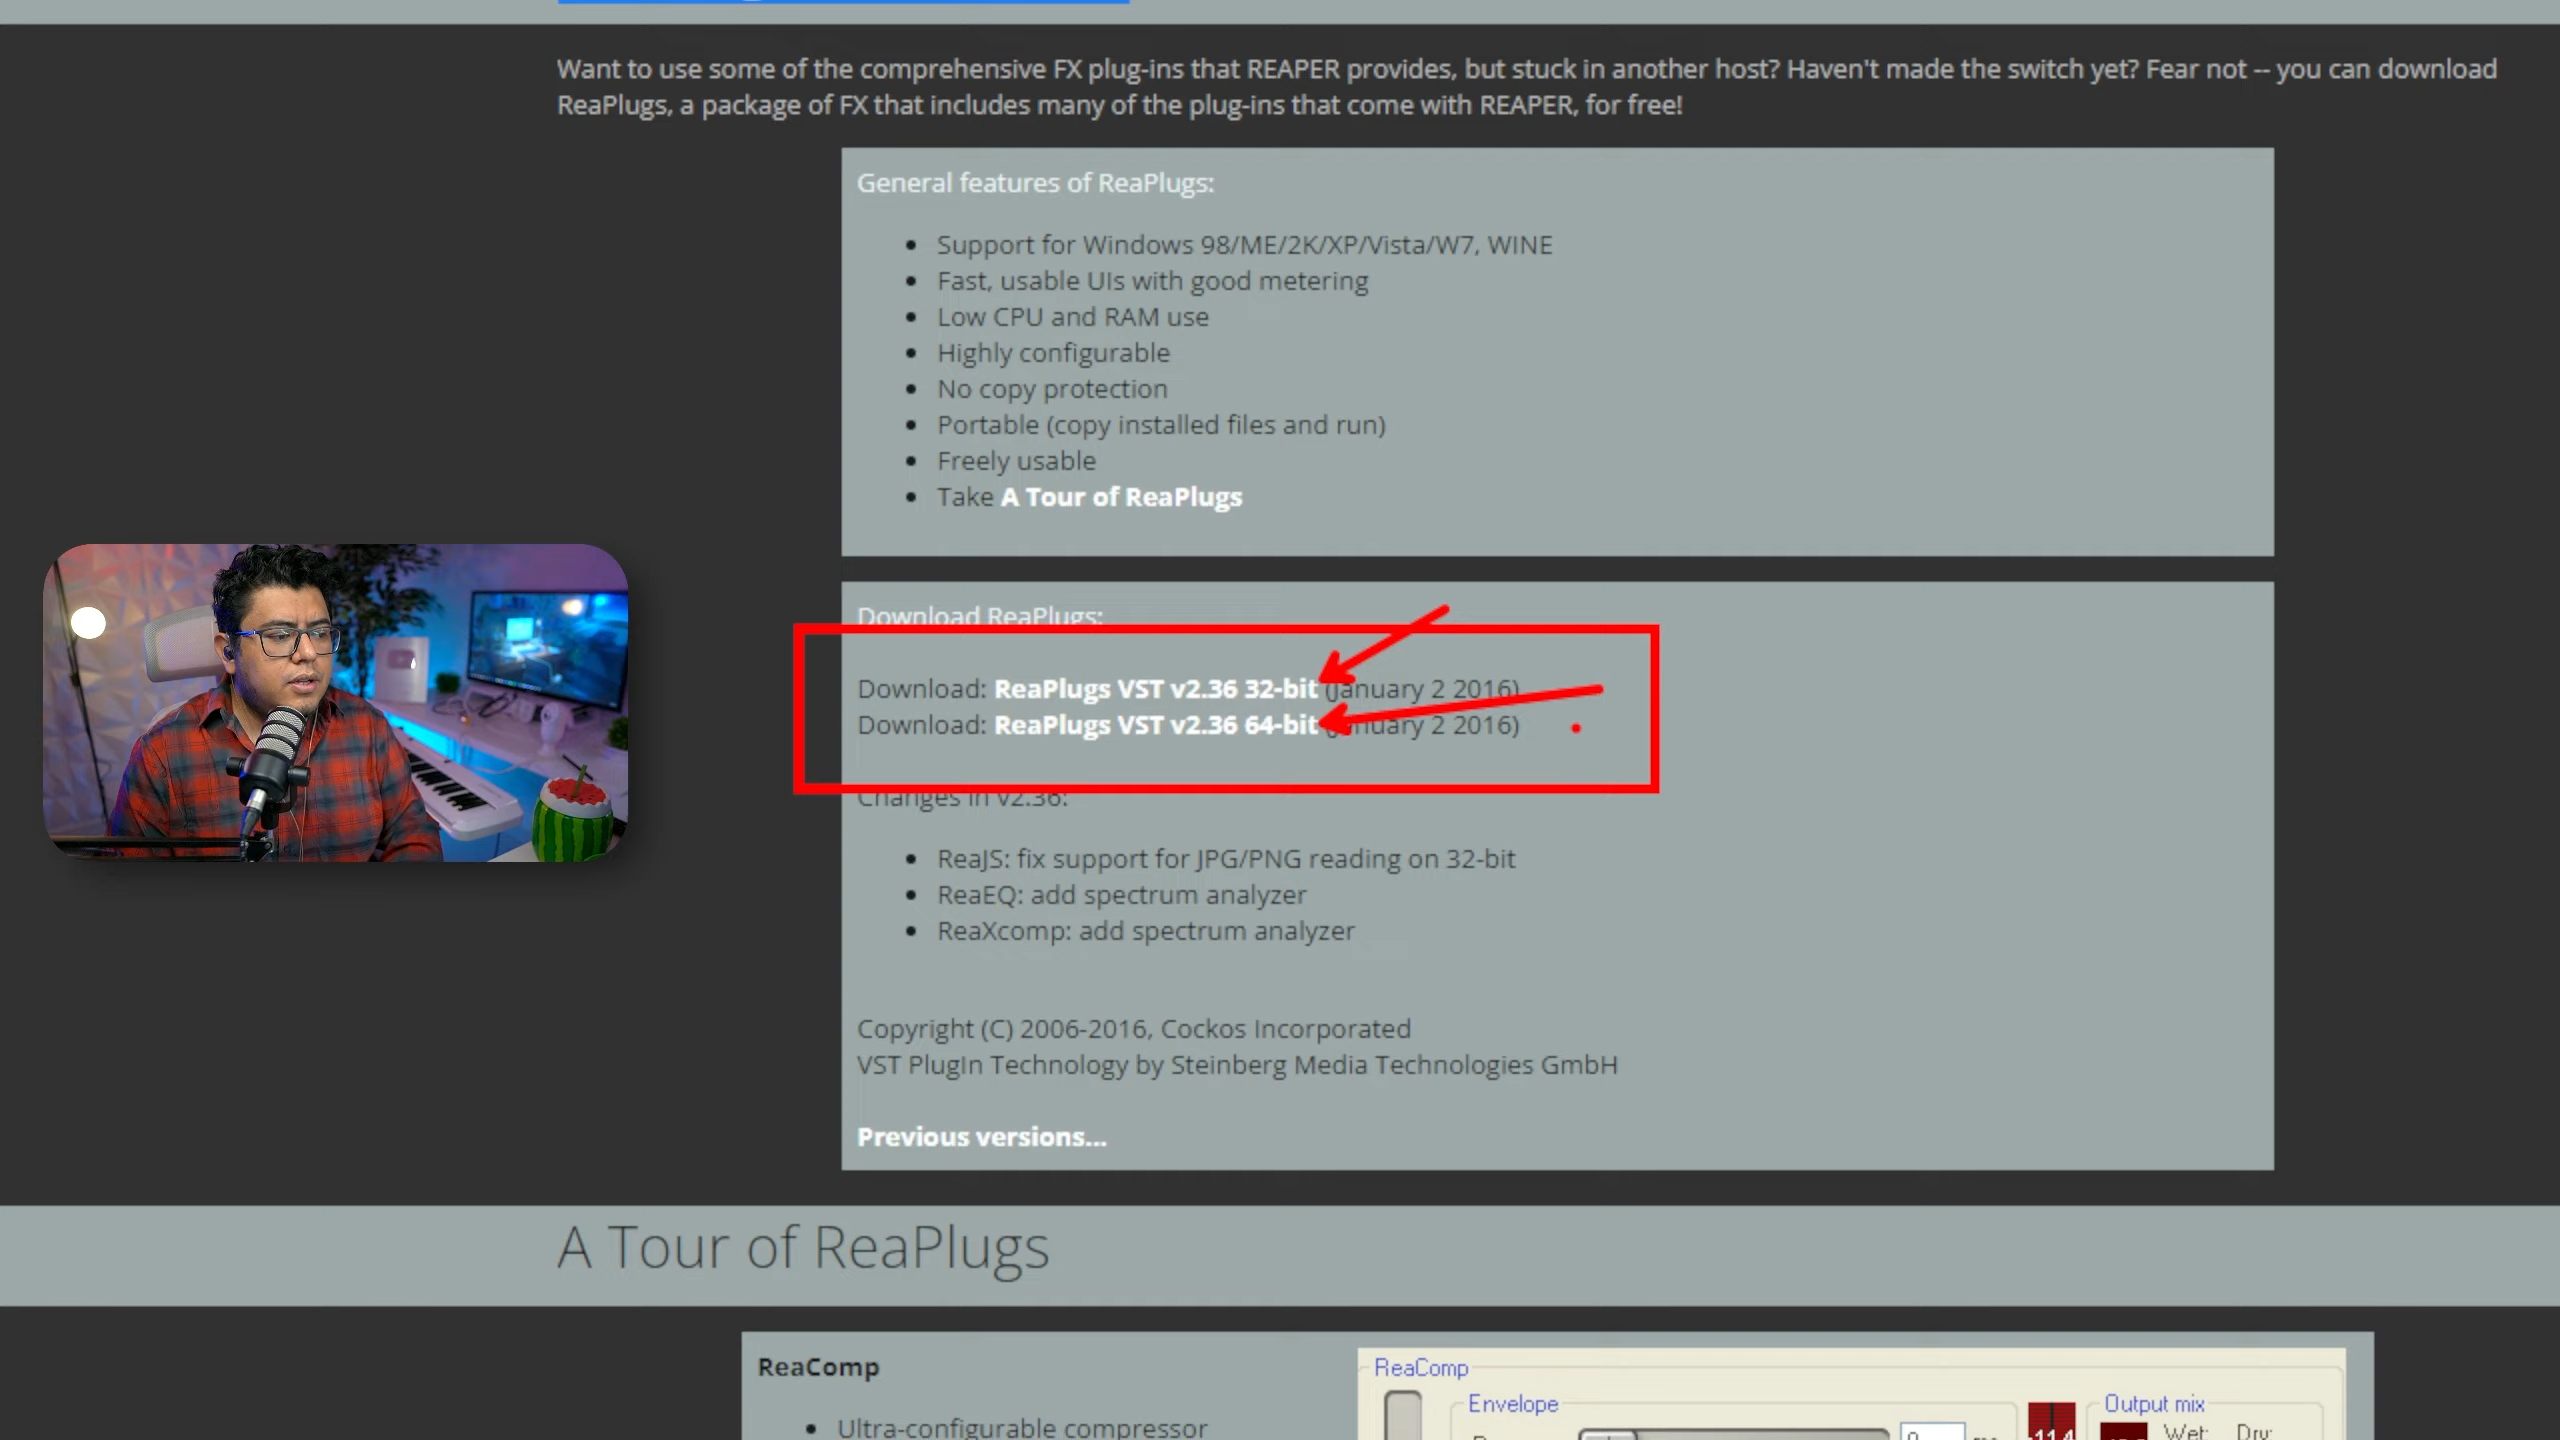 Want to use some of the comprehensive FX plug-ins that REAPER provides, but stuck in another host? Haven't made the switch yet? Fear not -- you can download
ReaPlugs, a package of FX that includes many of the plug-ins that come with REAPER, for free!
General features of ReaPlugs:
Support for Windows 98/ME/2K/XP/Vista/W7, WINE
Fast, usable UIs with good metering
Low CPU and RAM use
Highly configurable
No copy protection
Portable (copy installed files and run)
Freely usable
Take A Tour of ReaPlugs
Download ReaPlugs:
Download: ReaPlugs VST v2.36 32-bit (January 2 2016)
Download: ReaPlugs VST v2.36 64-bit (January 2 2016)
Changes in v2.36:
ReaJS: fix support for JPG/PNG reading on 32-bit
ReaEQ: add spectrum analyzer
ReaXcomp: add spectrum analyzer
Copyright (C) 2006-2016, Cockos Incorporated
VST PlugIn Technology by Steinberg Media Technologies GmbH
Previous versions...
A Tour of ReaPlugs
ReaComp
Ultra-configurable compressor
ReaComp
Envelope
Output mix
-11.4
Wet: Dry: